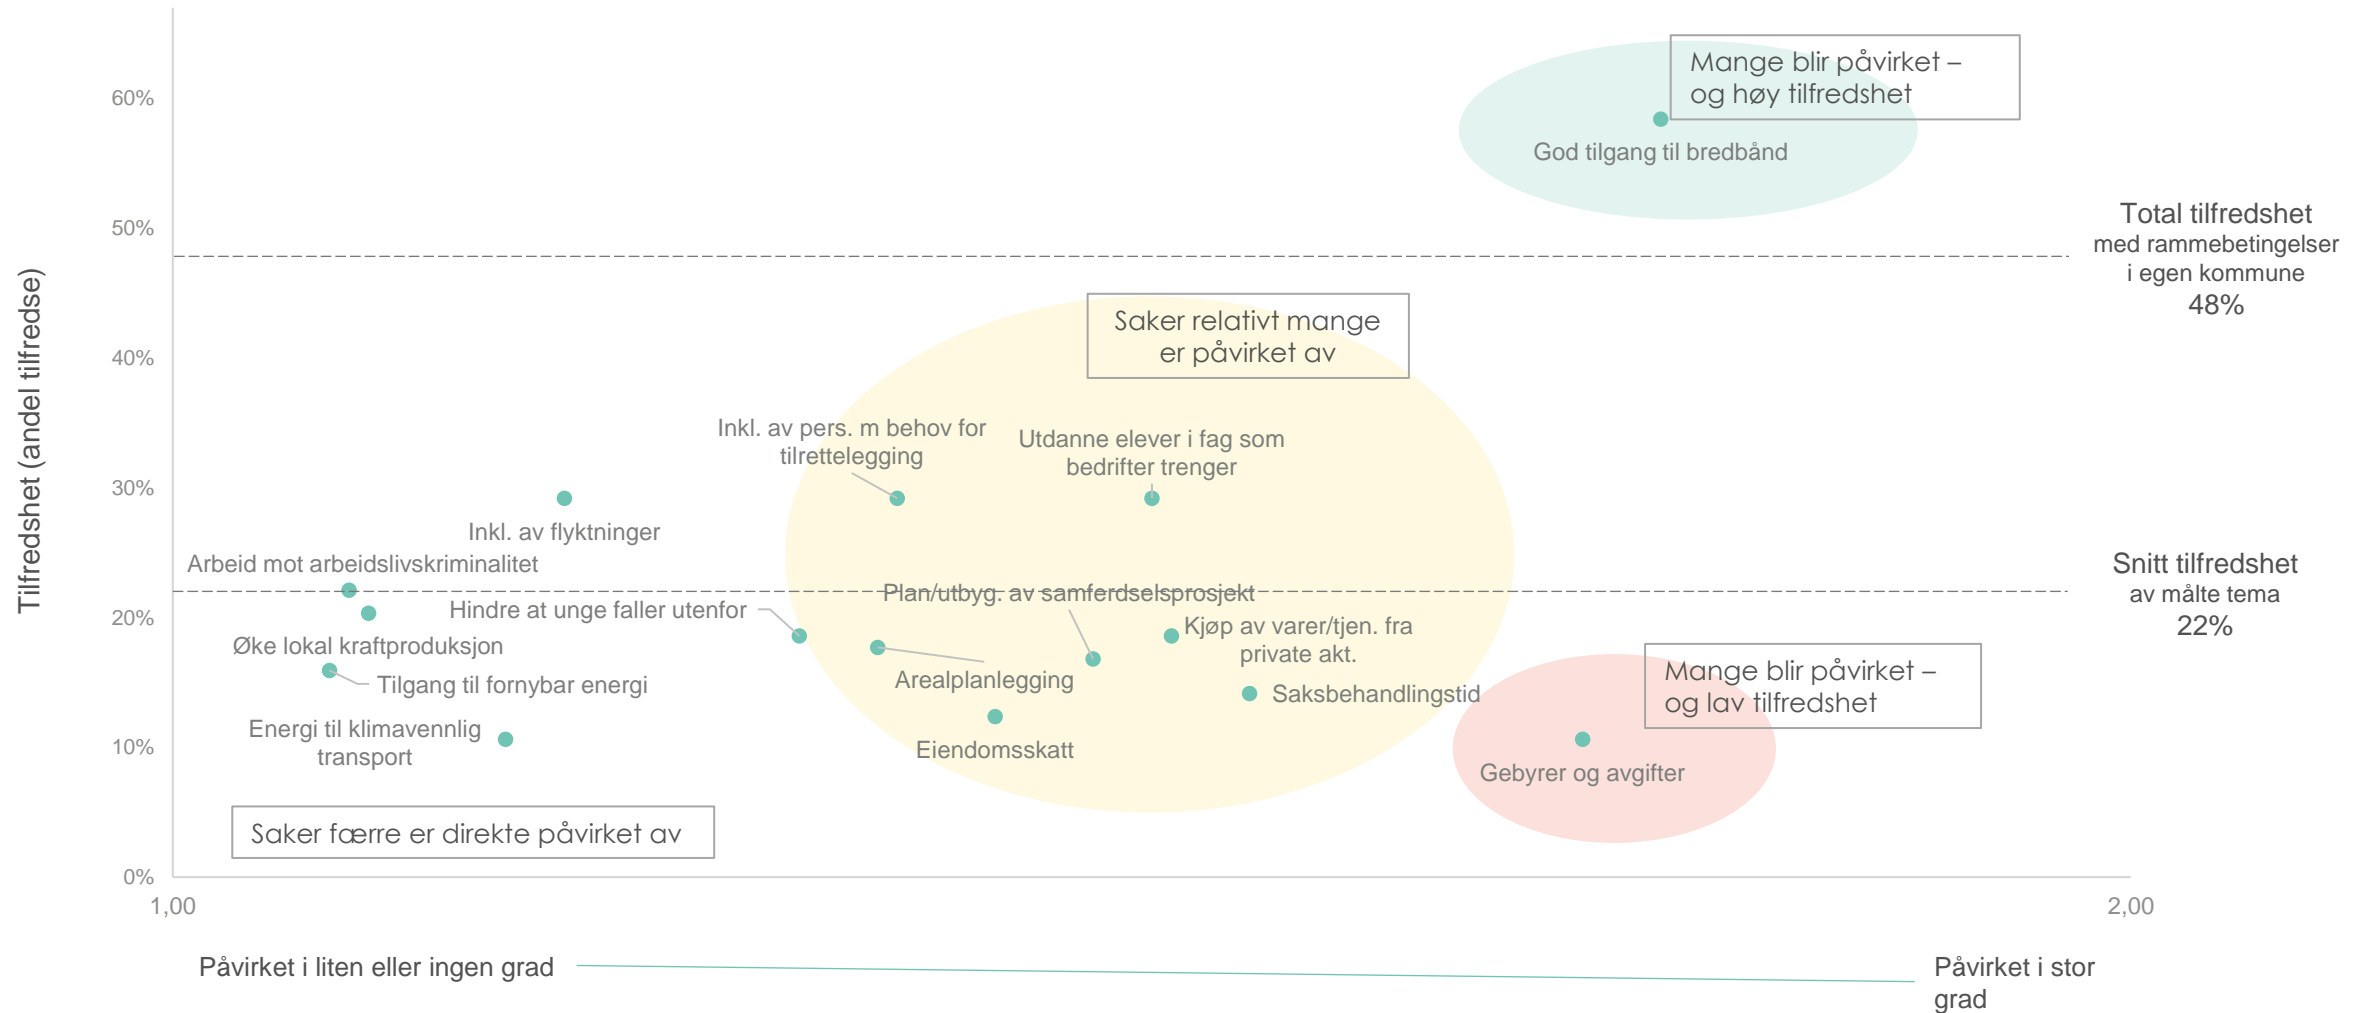 Tilfredshet (andel tilfredse)
60%
50%
40%
30%
20%
10%
0%
1,00
2,00
Mange blir påvirket –
og høy tilfredshet
God tilgang til bredbånd
Total tilfredshet
med rammebetingelser
i egen kommune
48%
Saker relativt mange
er påvirket av
Inkl. av pers. m behov for
tilrettelegging
Utdanne elever i fag som
bedrifter trenger
Inkl. av flyktninger
Arbeid mot arbeidslivskriminalitet
Snitt tilfredshet
av målte tema
22%
Hindre at unge faller utenfor
Plan/utbyg. av samferdselsprosjekt
Kjøp av varer/tjen. fra
private akt.
Øke lokal kraftproduksjon
Tilgang til fornybar energi
Arealplanlegging
Saksbehandlingstid
Mange blir påvirket –
og lav tilfredshet
Energi til klimavennlig
transport
Eiendomsskatt
Gebyrer og avgifter
Saker færre er direkte påvirket av
Påvirket i liten eller ingen grad
Påvirket i stor
grad